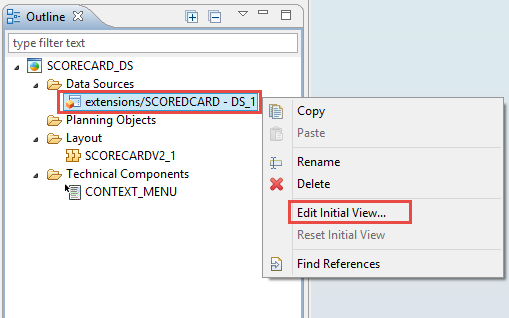 Outline
type filter text
SCORECARD_DS
Data Sources
extensions/SCOREDCARD - DS_1
Planning Objects
Layout
SCORECARDV2_1
Technical Components
CONTEXT_MENU
Copy
Paste
Rename
Delete
Edit Initial View...
Reset Initial View
Find References